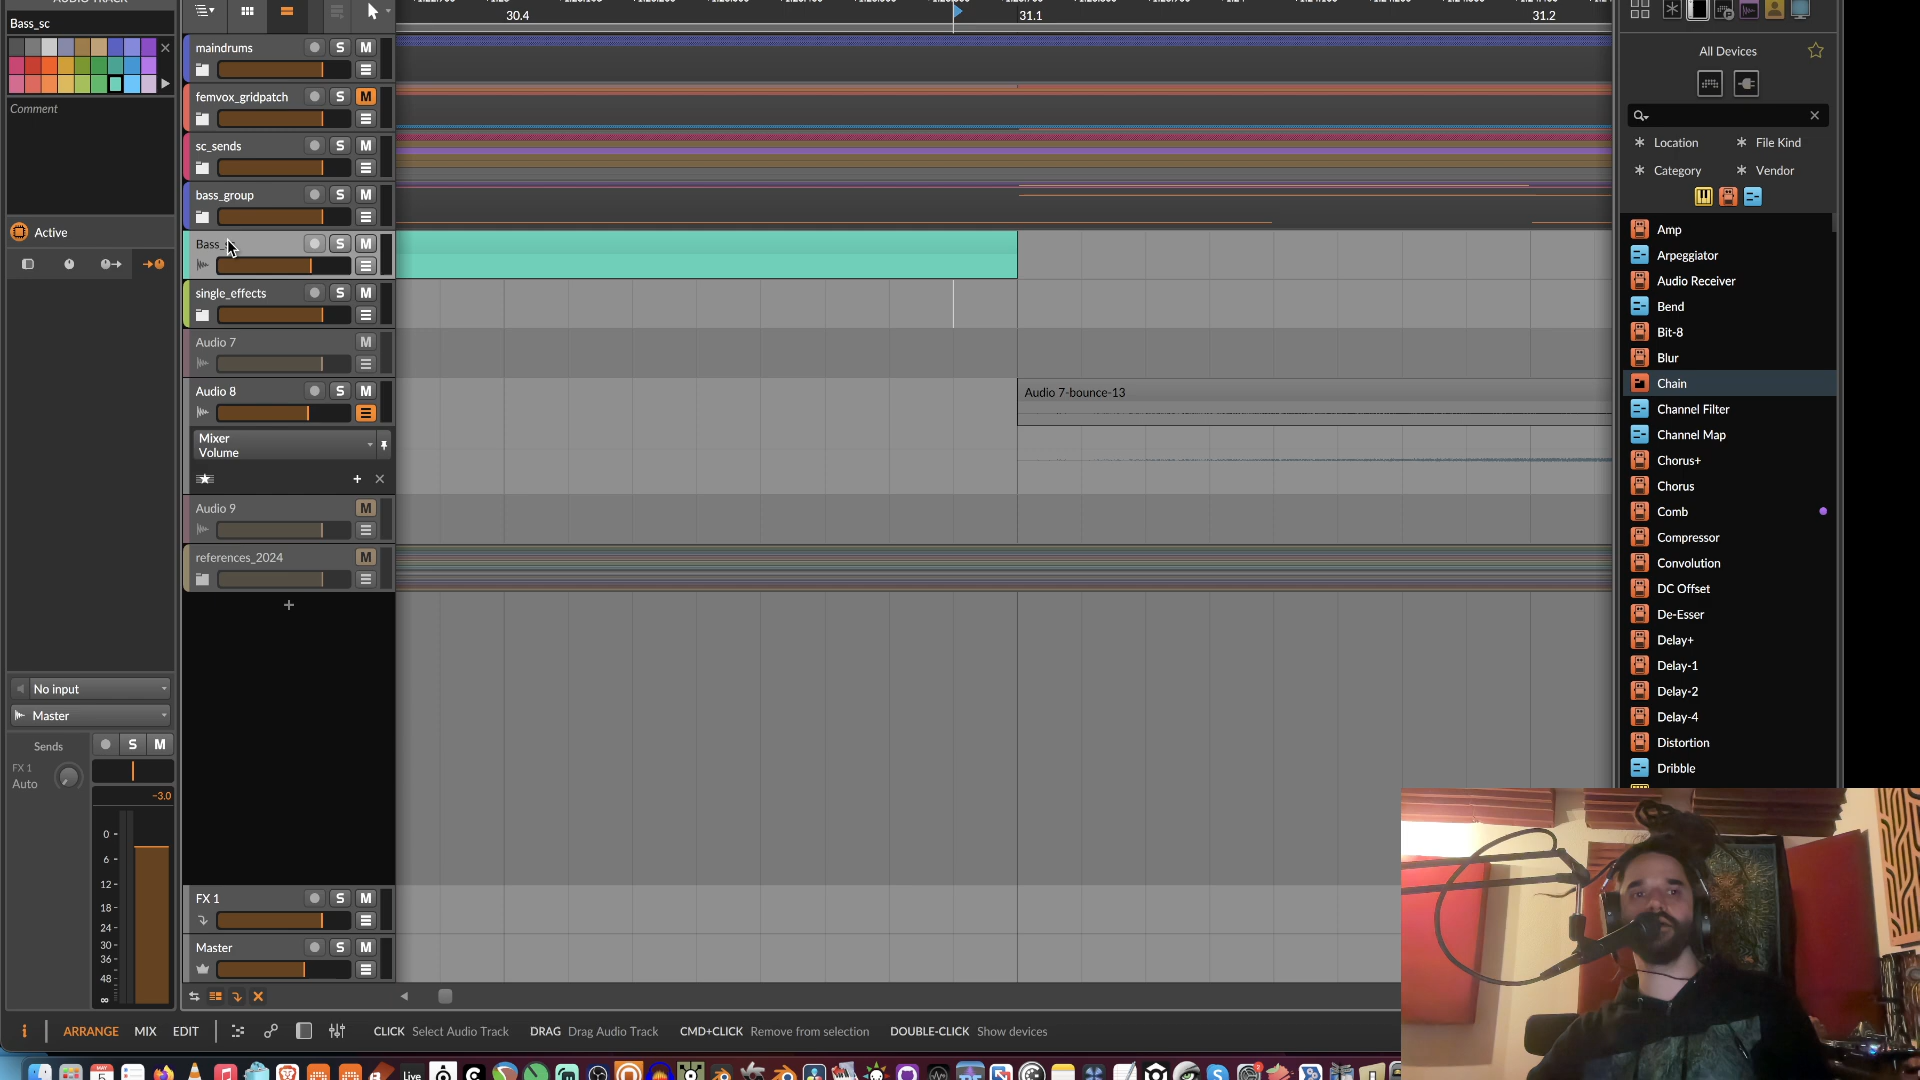 AUDIO TRACK
Bass_sc
Comment
Active
No input
Master
Sends
S
M
FX 1
Auto
-3.0
0
6
12
18
24
30
36
48
∞
30.4
31.1
31.2
maindrums
S
M
femvox_gridpatch
S
M
sc_sends
S
M
bass_group
S
M
Bass_
S
M
single_effects
S
M
Audio 7
M
Audio 8
S
M
Audio 7-bounce-13
Mixer
Volume
Audio 9
M
references_2024
M
+
FX 1
S
M
Master
S
M
i
ARRANGE
MIX
EDIT
CLICK Select Audio Track
DRAG Drag Audio Track
CMD+CLICK Remove from selection
DOUBLE-CLICK Show devices
All Devices
Location
File Kind
Category
Vendor
Amp
Arpeggiator
Audio Receiver
Bend
Bit-8
Blur
Chain
Channel Filter
Channel Map
Chorus+
Chorus
Comb
Compressor
Convolution
DC Offset
De-Esser
Delay+
Delay-1
Delay-2
Delay-4
Distortion
Dribble
Live